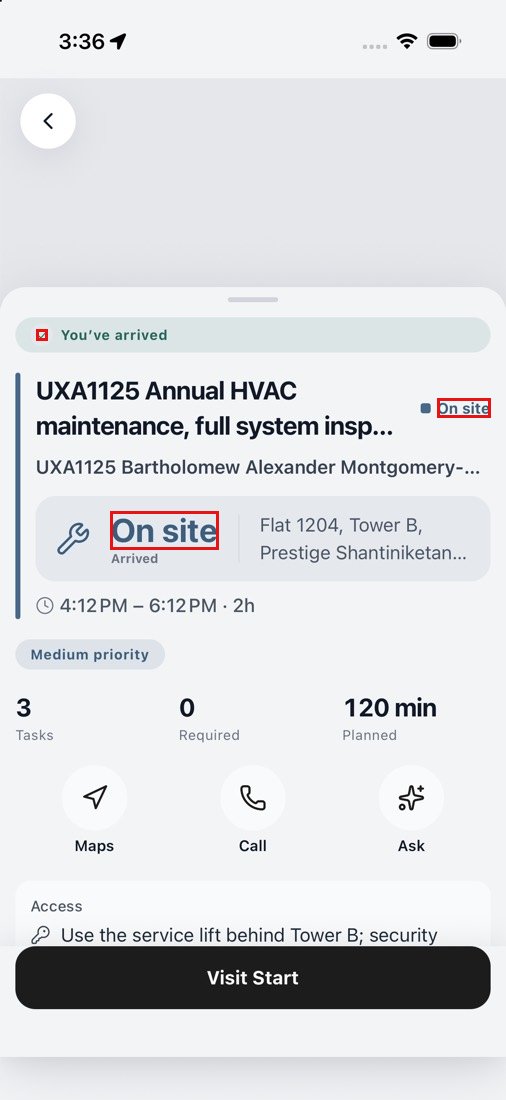 3:36
You’ve arrived
UXA1125 Annual HVAC
maintenance, full system insp...
On site
UXA1125 Bartholomew Alexander Montgomery-...
On site
Arrived
Flat 1204, Tower B,
Prestige Shantiniketan...
4:12 PM – 6:12 PM · 2h
Medium priority
3
Tasks
0
Required
120 min
Planned
Maps
Call
Ask
Access
Use the service lift behind Tower B; security
Visit Start